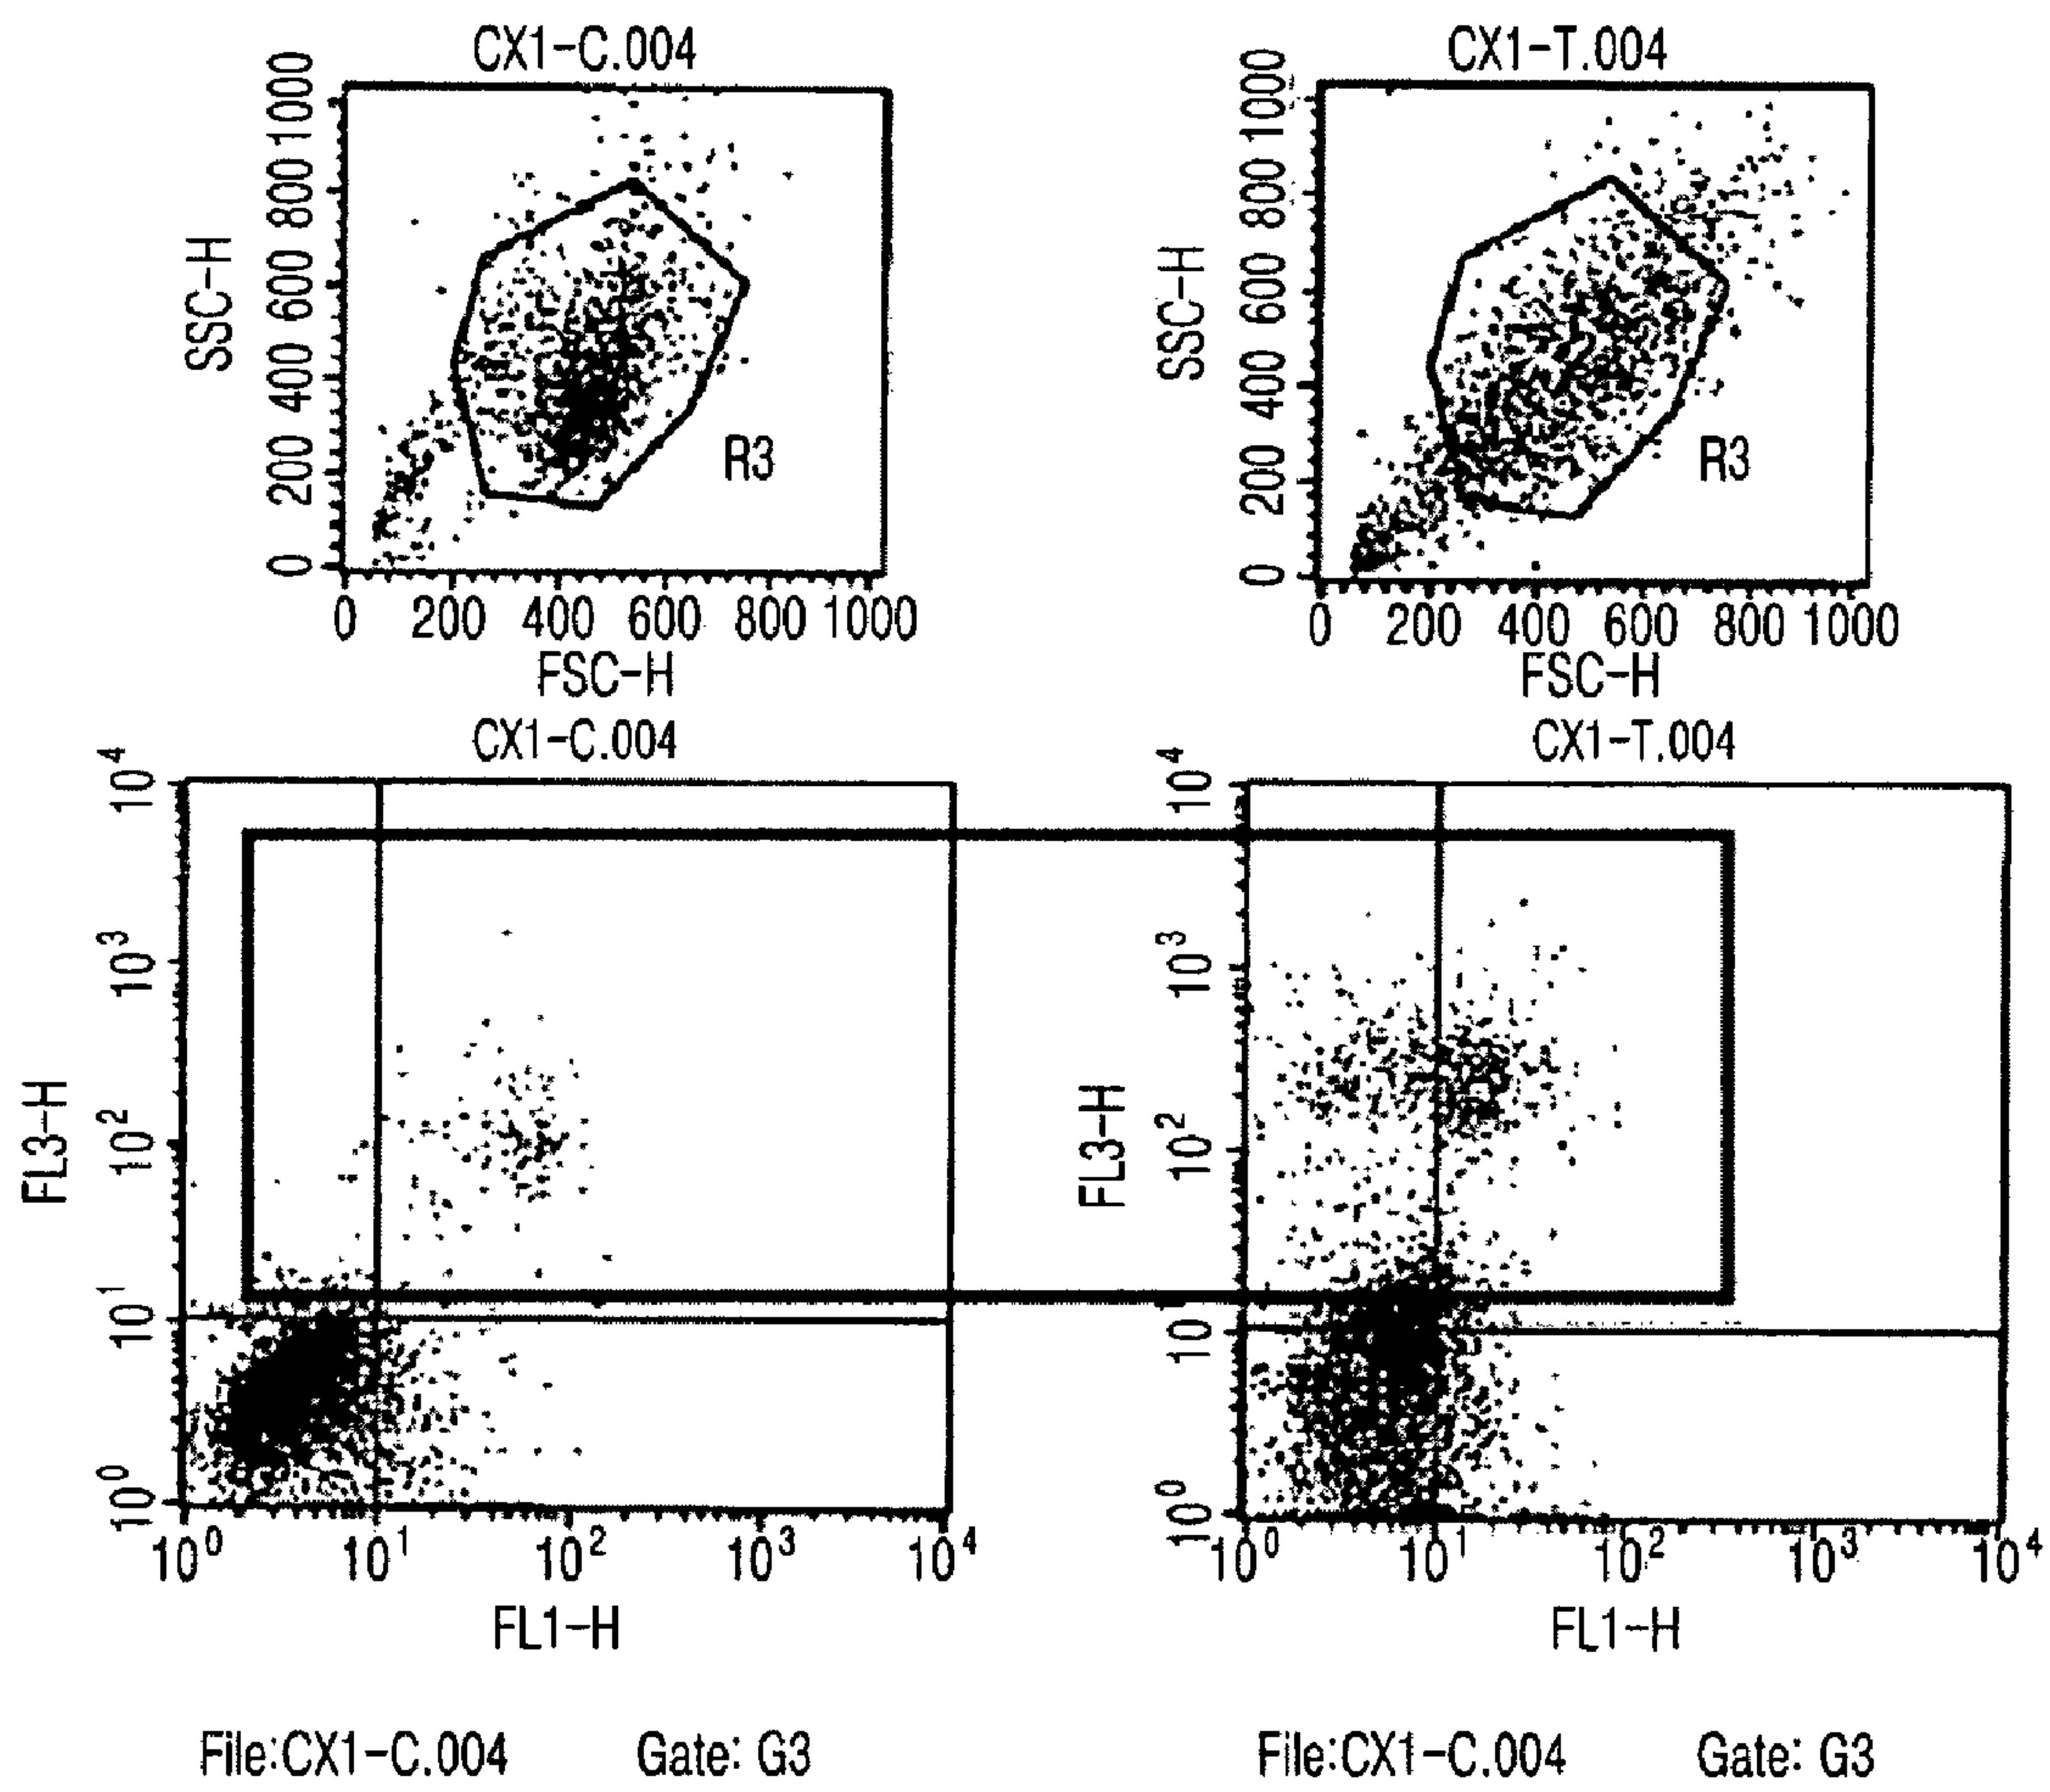 CX1-C.004
SSC-H
1000
800
600
400
200
0
R3
0 200 400 600 800 1000
FSC-H
CX1-T.004
SSC-H
1000
800
600
400
200
0
R3
0 200 400 600 800 1000
FSC-H
CX1-C.004
FL3-H
10⁴
10³
10²
10¹
10⁰
10⁰ 10¹ 10² 10³ 10⁴
FL1-H
CX1-T.004
FL3-H
10⁴
10³
10²
10
10⁰
10⁰ 10¹ 10² 10³ 10⁴
FL1-H
File:CX1-C.004 Gate: G3
File:CX1-C.004 Gate: G3